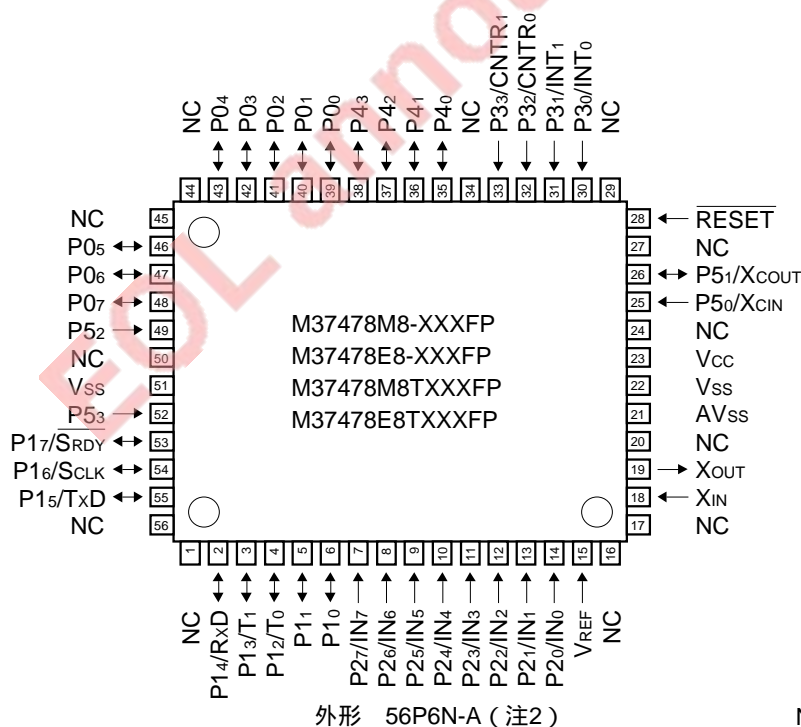 NC
P04
P03
P02
P01
P00
P43
P42
P41
P40
NC
P33/CNTR1
P32/CNTR0
P31/INT1
P30/INT0
NC
44 43 42 41 40 39 38 37 36 35 34 33 32 31 30 29
NC 45
P05 46
P06 47
P07 48
P52 49
NC 50
VSS 51
P53 52
P17/SRDY 53
P16/SCLK 54
P15/TXD 55
NC 56
M37478M8-XXXFP
M37478E8-XXXFP
M37478M8TXXXFP
M37478E8TXXXFP
28 RESET
27 NC
26 P51/XCOUT
25 P50/XCIN
24 NC
23 VCC
22 VSS
21 AVSS
20 NC
19 XOUT
18 XIN
17 NC
1 2 3 4 5 6 7 8 9 10 11 12 13 14 15 16
NC
P14/RXD
P13/T1
P12/T0
P11
P10
P27/IN7
P26/IN6
P25/IN5
P24/IN4
P23/IN3
P22/IN2
P21/IN1
P20/IN0
VREF
NC
外形 56P6N-A（注2）
EOL annou